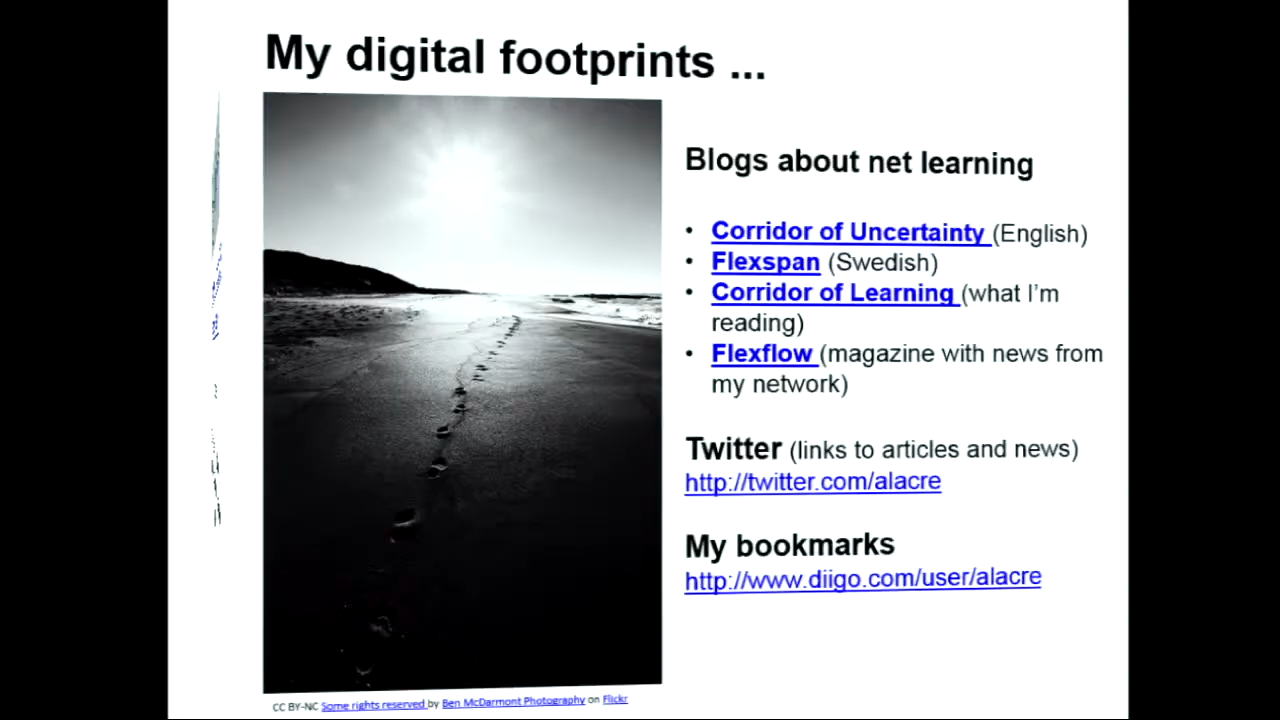 My digital footprints ...
Blogs about net learning
• Corridor of Uncertainty (English)
• Flexspan (Swedish)
• Corridor of Learning (what I'm
reading)
• Flexflow (magazine with news from
my network)
Twitter (links to articles and news)
http://twitter.com/alacre
My bookmarks
http://www.diigo.com/user/alacre
CC BY-NC Some rights reserved by Ben McDarmont Photography on Flickr